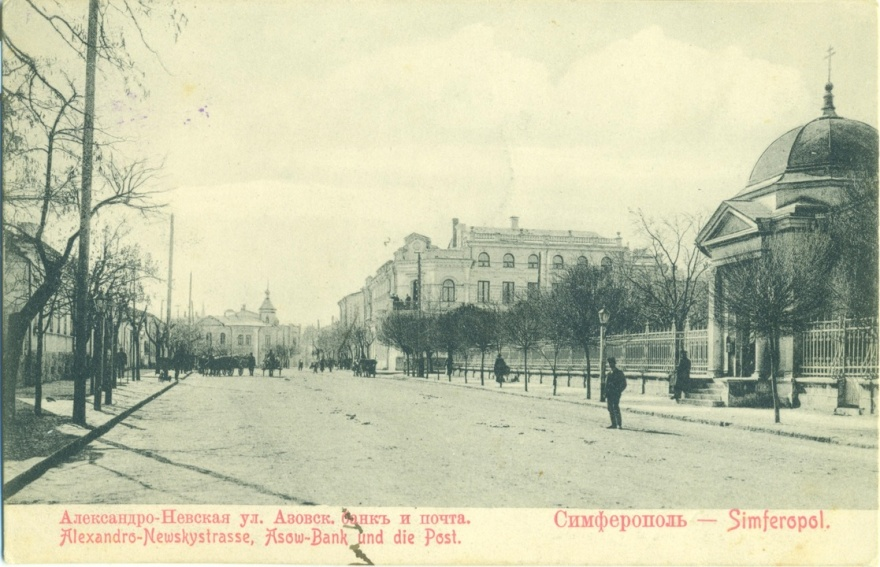 Александро-Невская ул. Азовск. банкъ и почта.
Alexandro-Newskystrasse, Asow-Bank und die Post.
Симферополь — Simferopol.